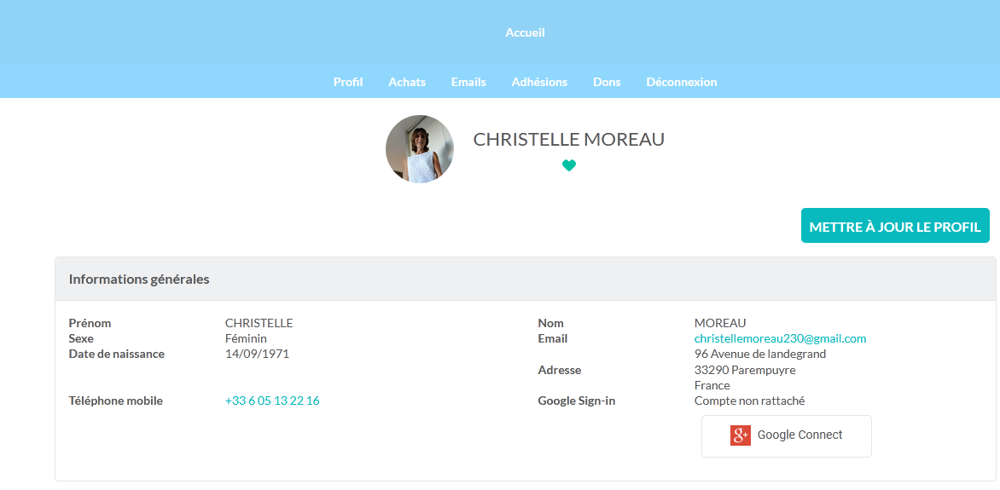 Accueil
Profil Achats Emails Adhésions Dons Déconnexion
CHRISTELLE MOREAU
METTRE À JOUR LE PROFIL
Informations générales
Prénom CHRISTELLE Nom MOREAU
Sexe Féminin Email christellemoreau230@gmail.com
Date de naissance 14/09/1971 96 Avenue de landegrand
Adresse 33290 Parempuyre
France
Téléphone mobile +33 6 05 13 22 16 Google Sign-in Compte non rattaché
g+ Google Connect